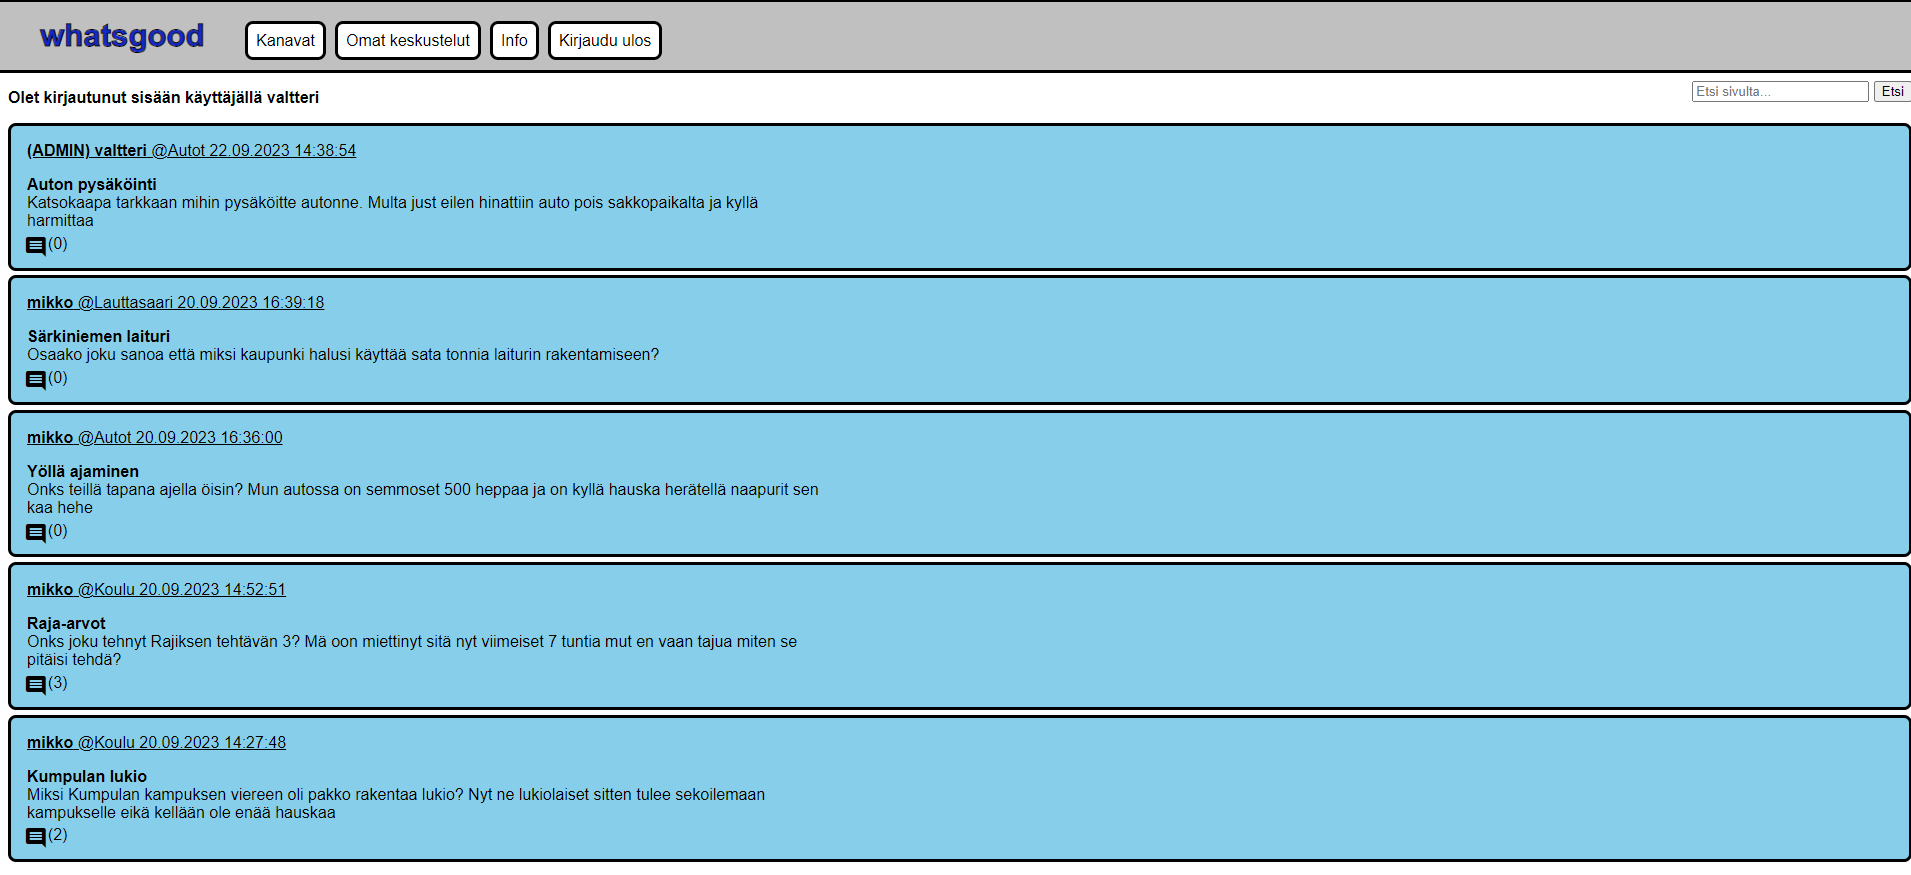 whatsgood
Kanavat
Omat keskustelut
Info
Kirjaudu ulos
Olet kirjautunut sisään käyttäjällä valtteri
Etsi sivulta...
Etsi
(ADMIN) valtteri @Autot 22.09.2023 14:38:54
Auton pysäköinti
Katsokaapa tarkkaan mihin pysäköitte autonne. Multa just eilen hinattiin auto pois sakkopaikalta ja kyllä
harmittaa
(0)
mikko @Lauttasaari 20.09.2023 16:39:18
Särkiniemen laituri
Osaako joku sanoa että miksi kaupunki halusi käyttää sata tonnia laiturin rakentamiseen?
(0)
mikko @Autot 20.09.2023 16:36:00
Yöllä ajaminen
Onks teillä tapana ajella öisin? Mun autossa on semmoset 500 heppaa ja on kyllä hauska herätellä naapurit sen
kaa hehe
(0)
mikko @Koulu 20.09.2023 14:52:51
Raja-arvot
Onks joku tehnyt Rajiksen tehtävän 3? Mä oon miettinyt sitä nyt viimeiset 7 tuntia mut en vaan tajua miten se
pitäisi tehdä?
(3)
mikko @Koulu 20.09.2023 14:27:48
Kumpulan lukio
Miksi Kumpulan kampuksen viereen oli pakko rakentaa lukio? Nyt ne lukiolaiset sitten tulee sekoilemaan
kampukselle eikä kellään ole enää hauskaa
(2)